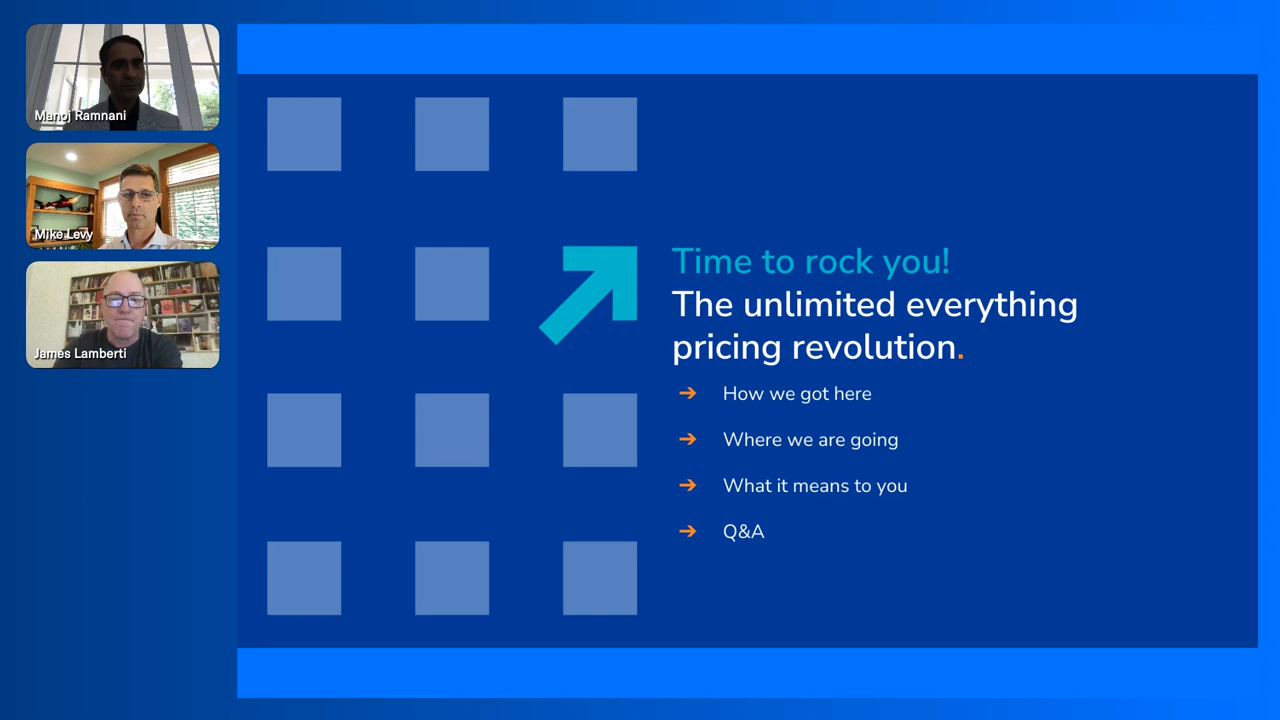 Manoj Ramnani
Mike Levy
James Lamberti
Time to rock you!
The unlimited everything
pricing revolution.
How we got here
Where we are going
What it means to you
Q&A